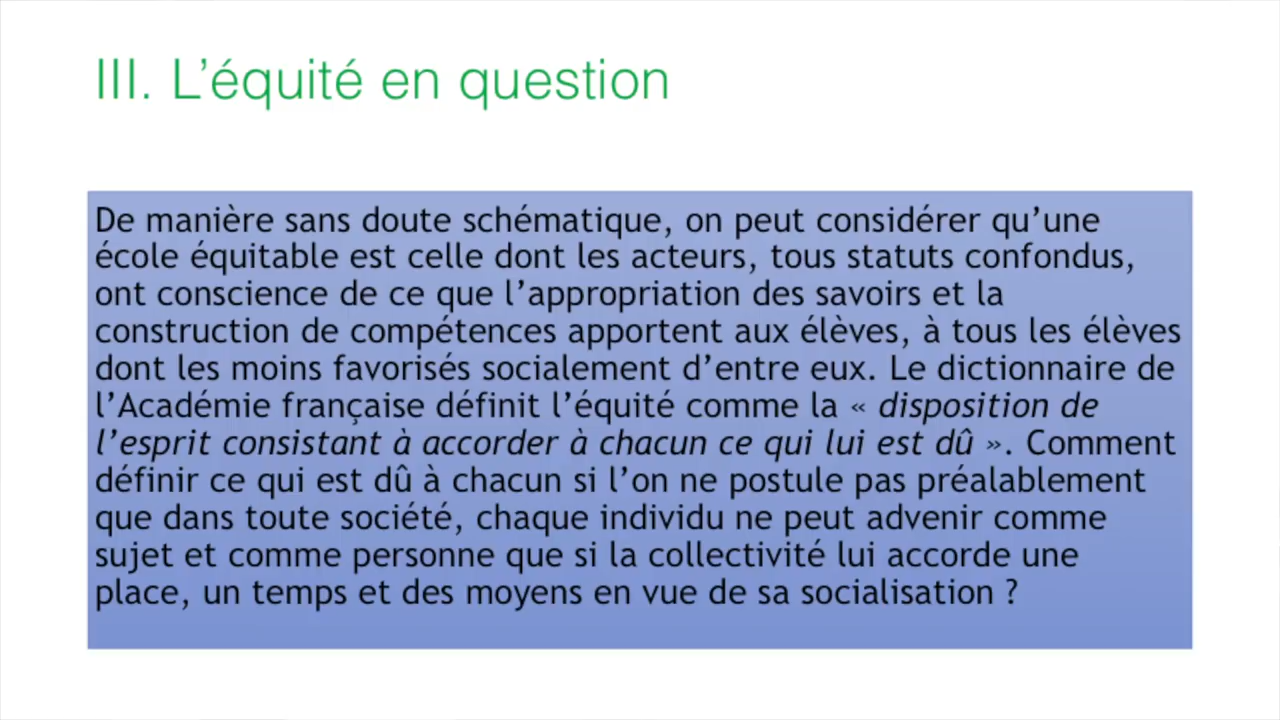 III. L’équité en question
De manière sans doute schématique, on peut considérer qu’une
école équitable est celle dont les acteurs, tous statuts confondus,
ont conscience de ce que l’appropriation des savoirs et la
construction de compétences apportent aux élèves, à tous les élèves
dont les moins favorisés socialement d’entre eux. Le dictionnaire de
l’Académie française définit l’équité comme la « disposition de
l’esprit consistant à accorder à chacun ce qui lui est dû ». Comment
définir ce qui est dû à chacun si l’on ne postule pas préalablement
que dans toute société, chaque individu ne peut advenir comme
sujet et comme personne que si la collectivité lui accorde une
place, un temps et des moyens en vue de sa socialisation ?